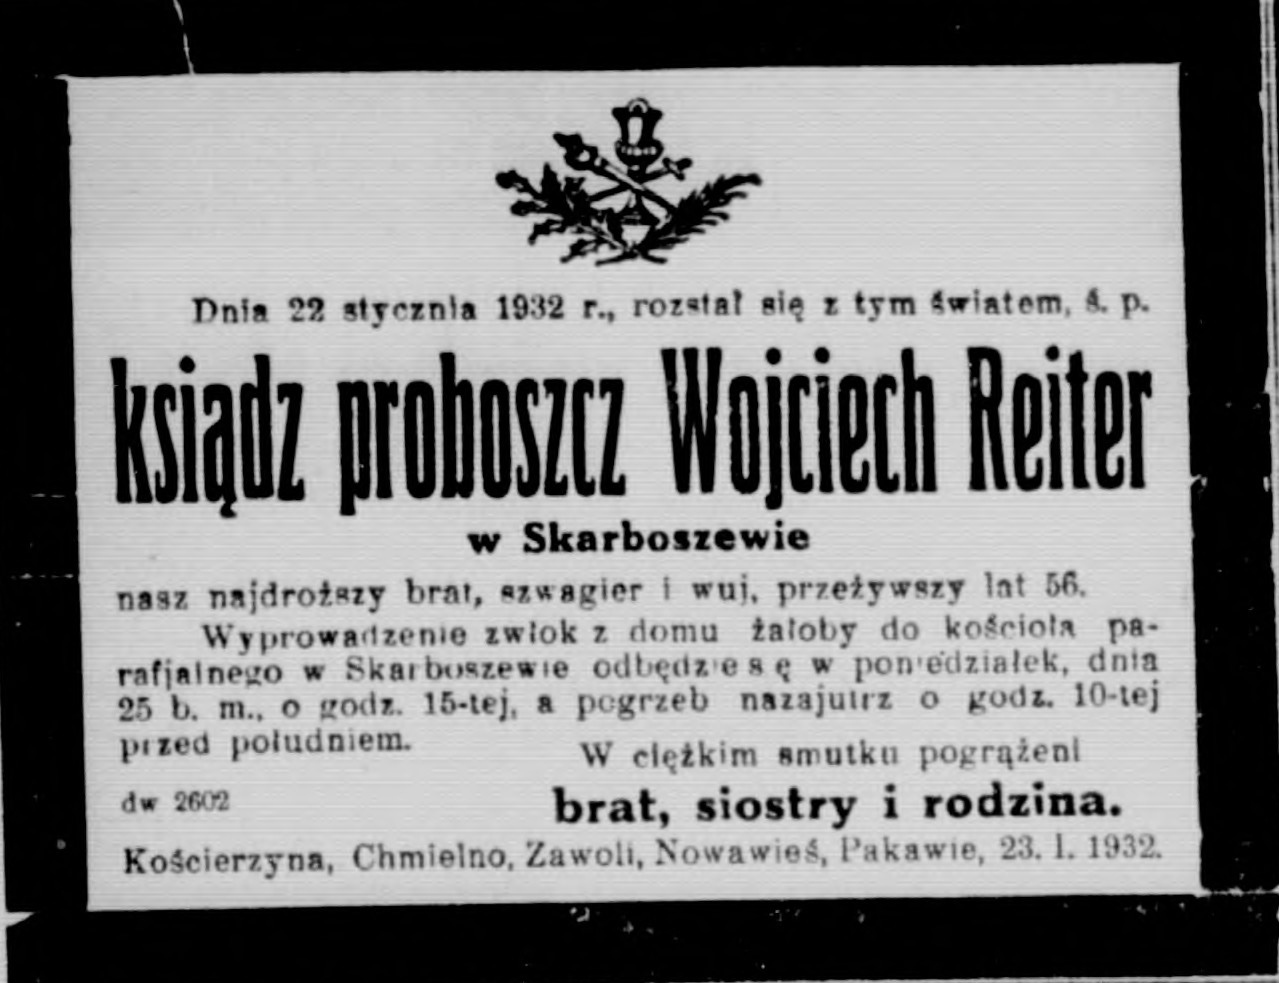 Dnia 22 stycznia 1932 r., rozstał się z tym światem, ś. p.
ksiądz proboszcz Wojciech Reiter
w Skarboszewie
nasz najdroższy brat, szwagier i wuj, przeżywszy lat 56.
Wyprowadzenie zwłok z domu żałoby do kościoła pa-
rafjalnego w Skarboszewie odbędzie sę w poniedziałek, dnia
25 b. m., o godz. 15-tej, a pogrzeb nazajutrz o godz. 10-tej
przed południem.
W ciężkim smutku pogrążeni
dw 2602
brat, siostry i rodzina.
Kościerzyna, Chmielno, Zawoli, Nowawieś, Pakawie, 23. I. 1932.